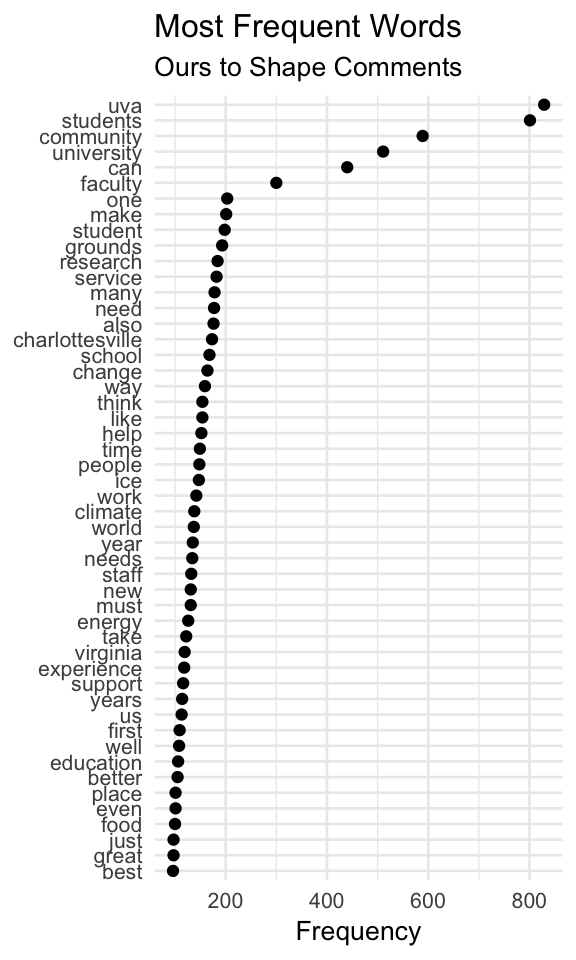 Most Frequent Words
Ours to Shape Comments
uva
students
community
university
can
faculty
one
make
student
grounds
research
service
many
need
also
charlottesville
school
change
way
think
like
help
time
people
ice
work
climate
world
year
needs
staff
new
must
energy
take
virginia
experience
support
years
us
first
well
education
better
place
even
food
just
great
best
200 400 600 800
Frequency